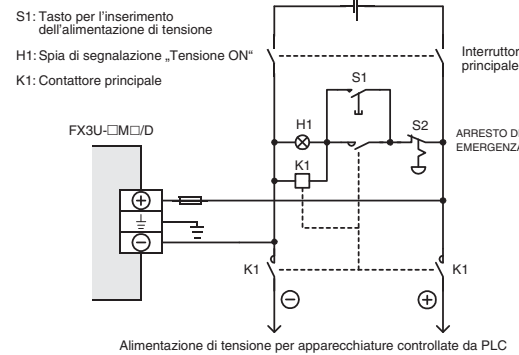 S1: Tasto per l'inserimento
dell'alimentazione di tensione
H1: Spia di segnalazione „Tensione ON“
K1: Contattore principale
Interruttore
principale
S1
FX3U-□M□/D
H1
S2
ARRESTO DI
EMERGENZA
K1
K1
K1
Alimentazione di tensione per apparecchiature controllate da PLC